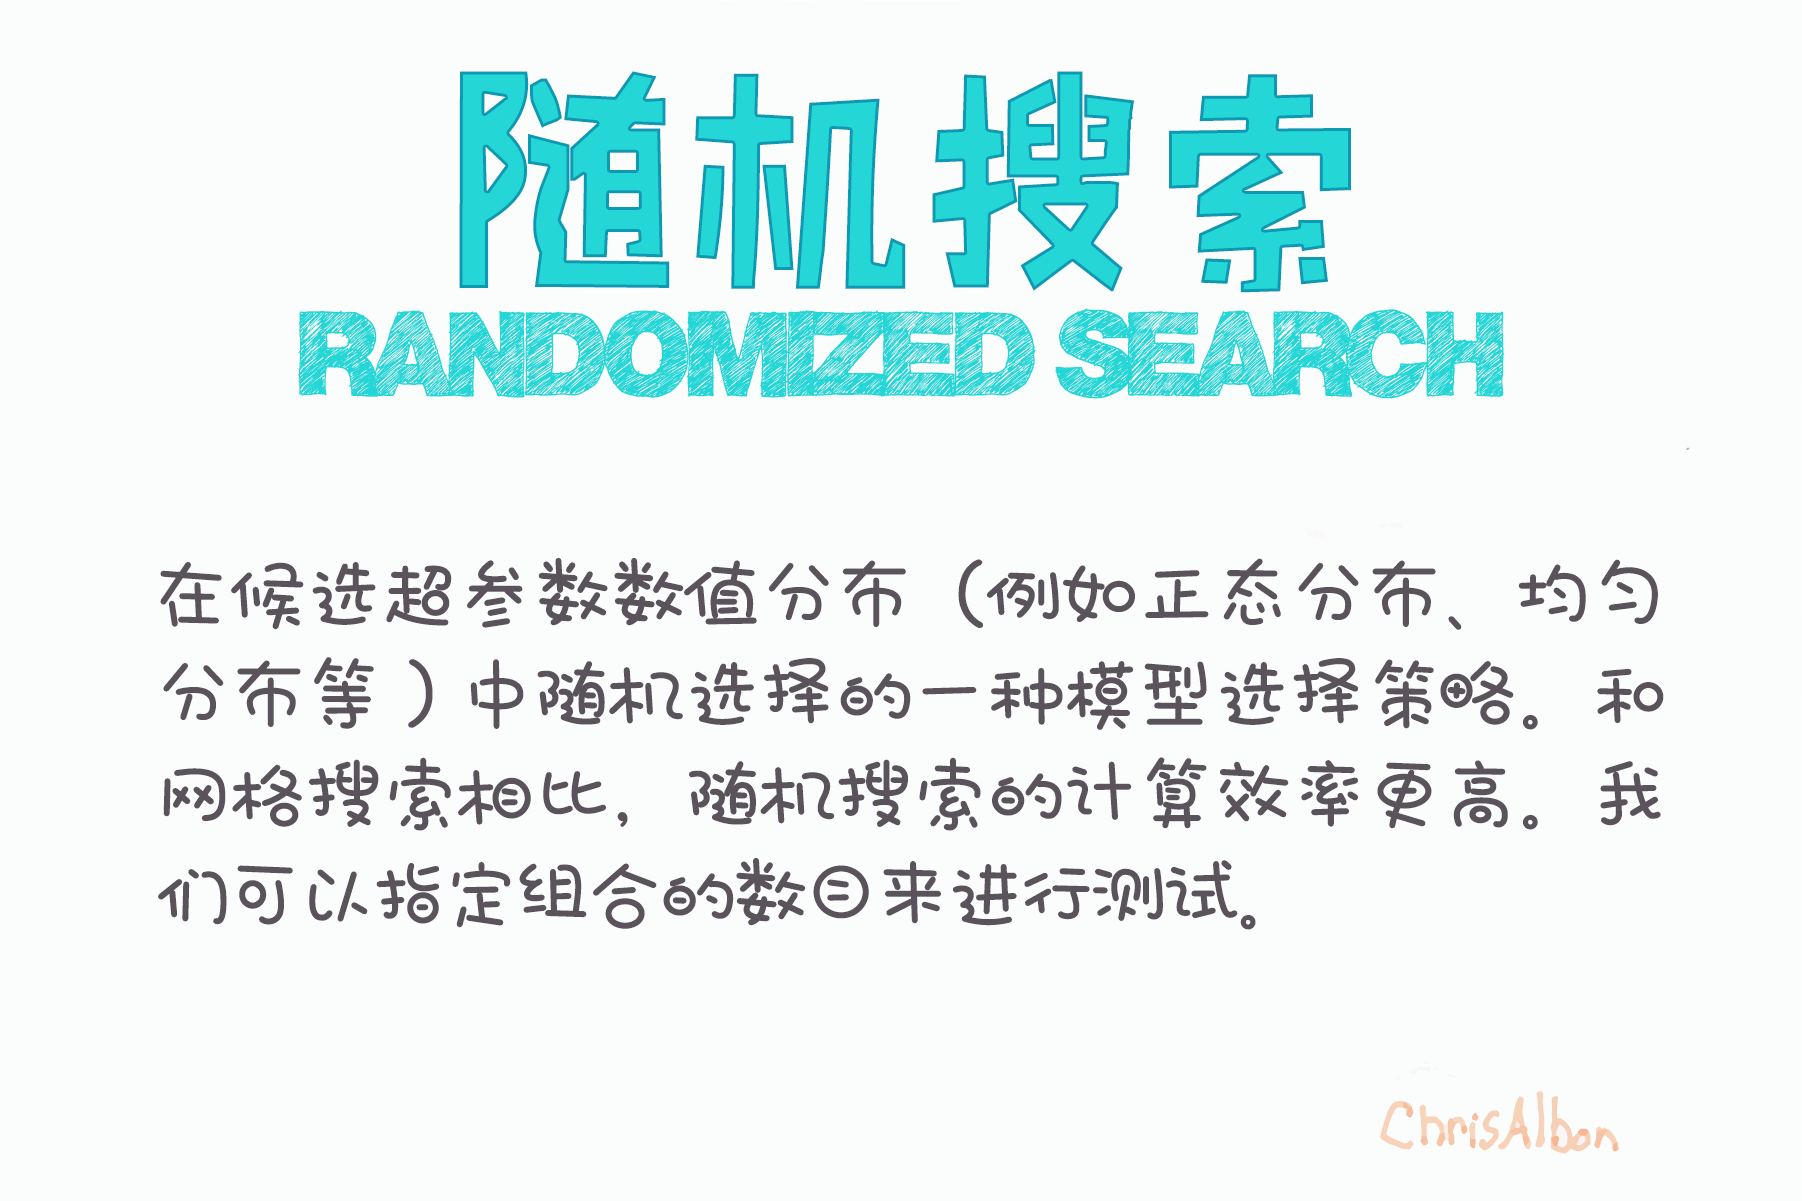 随机搜索
RANDOMIZED SEARCH
在候选超参数数值分布（例如正态分布、均匀
分布等）中随机选择的一种模型选择策略。和
网格搜索相比，随机搜索的计算效率更高。我
们可以指定组合的数目来进行测试。
ChrisAlbon